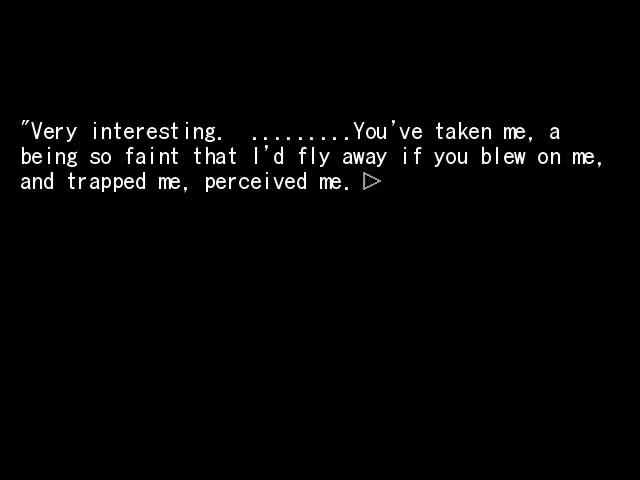 "Very interesting.  .........You've taken me, a
being so faint that I'd fly away if you blew on me,
and trapped me, perceived me.